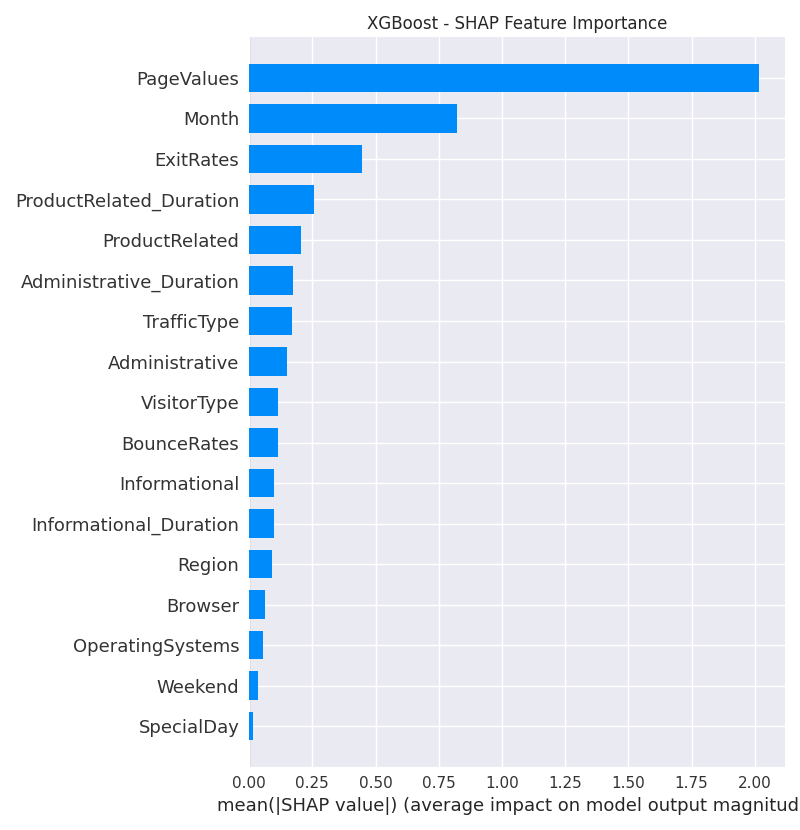 XGBoost - SHAP Feature Importance
PageValues
Month
ExitRates
ProductRelated_Duration
ProductRelated
Administrative_Duration
TrafficType
Administrative
VisitorType
BounceRates
Informational
Informational_Duration
Region
Browser
OperatingSystems
Weekend
SpecialDay
0.00 0.25 0.50 0.75 1.00 1.25 1.50 1.75 2.00
mean(|SHAP value|) (average impact on model output magnitud